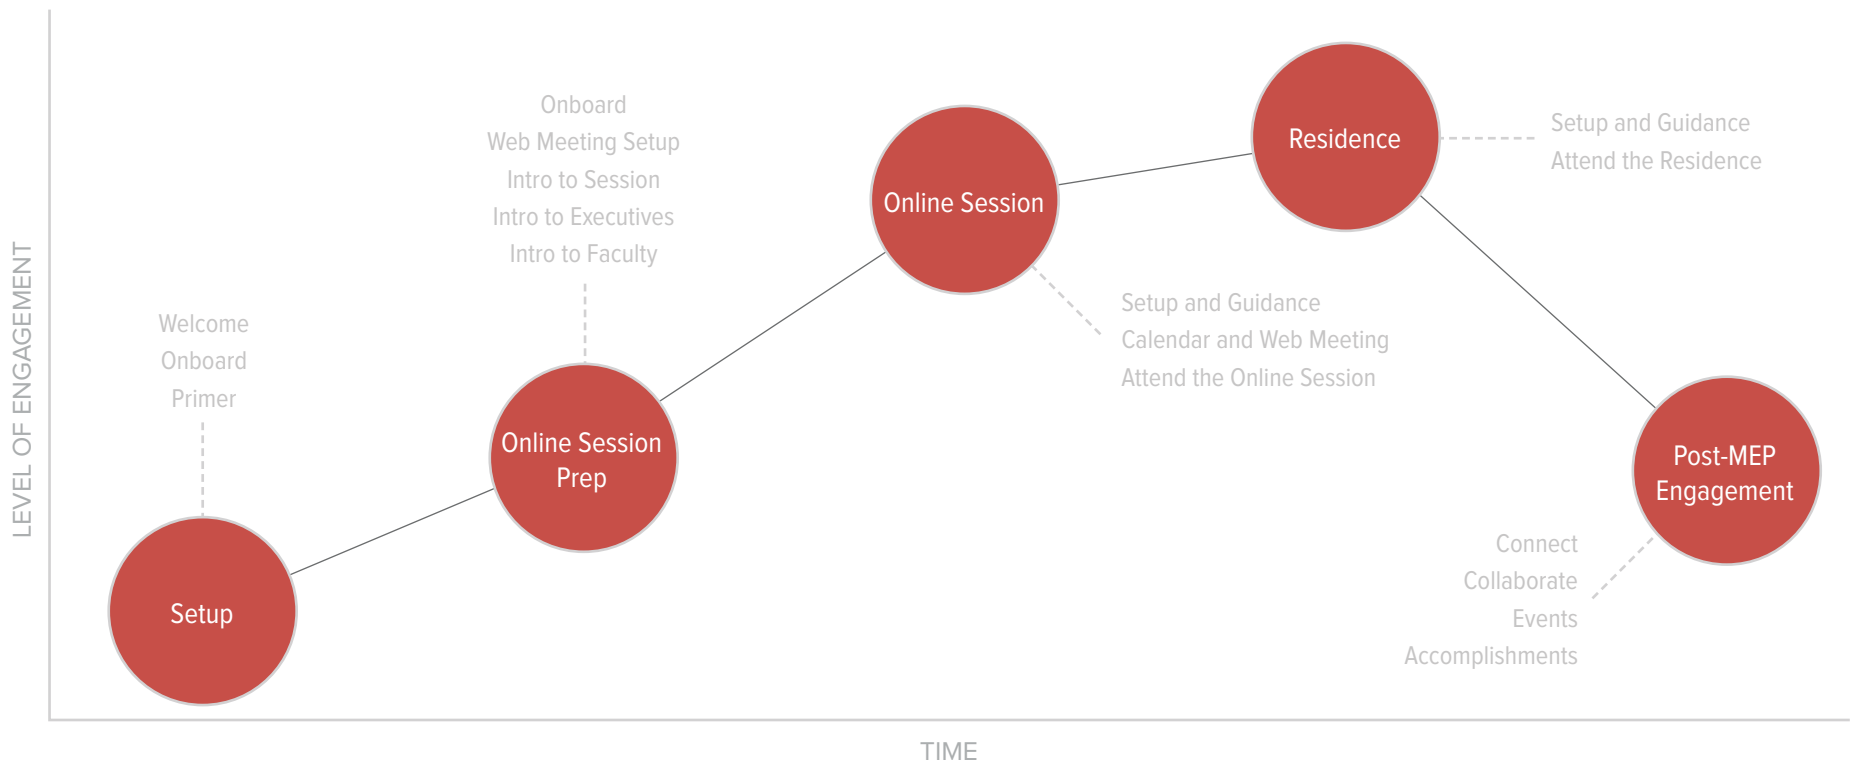 LEVEL OF ENGAGEMENT
Welcome
Onboard
Primer
Setup
Onboard
Web Meeting Setup
Intro to Session
Intro to Executives
Intro to Faculty
Online Session
Prep
Online Session
Setup and Guidance
Calendar and Web Meeting
Attend the Online Session
Residence
Setup and Guidance
Attend the Residence
Post-MEP
Engagement
Connect
Collaborate
Events
Accomplishments
TIME